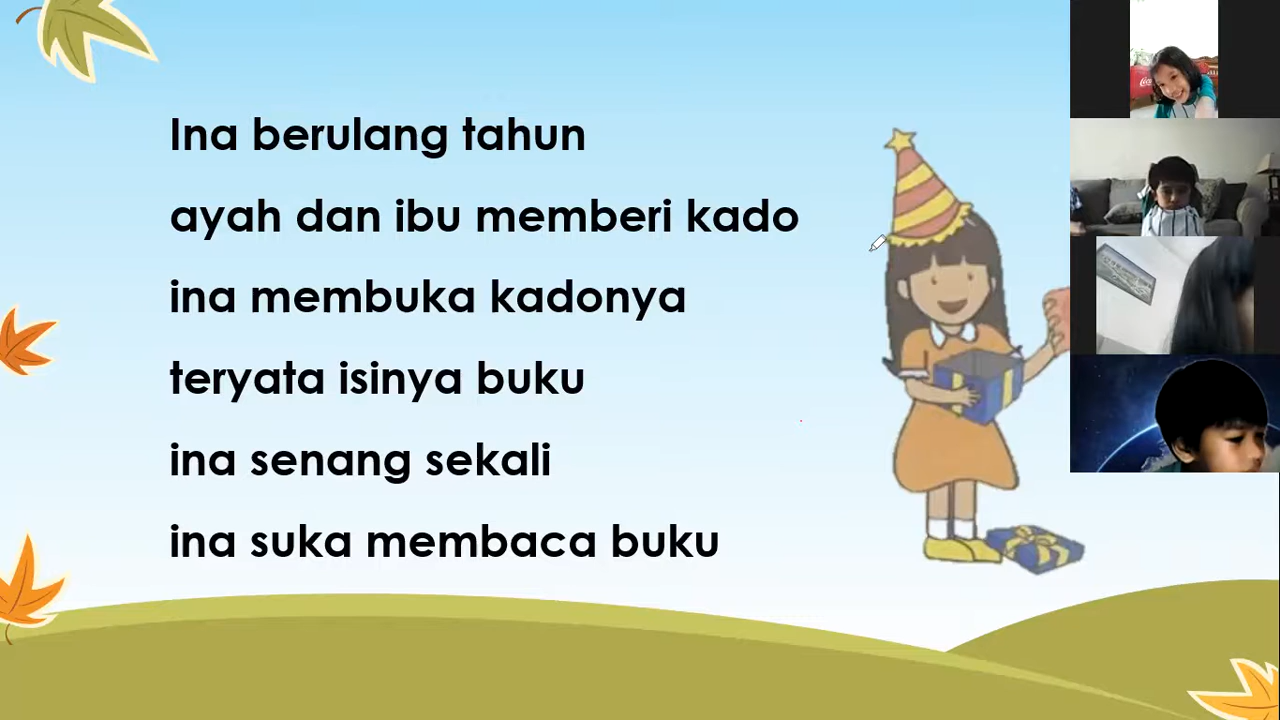 Ina berulang tahun
ayah dan ibu memberi kado
ina membuka kadonya
teryata isinya buku
ina senang sekali
ina suka membaca buku